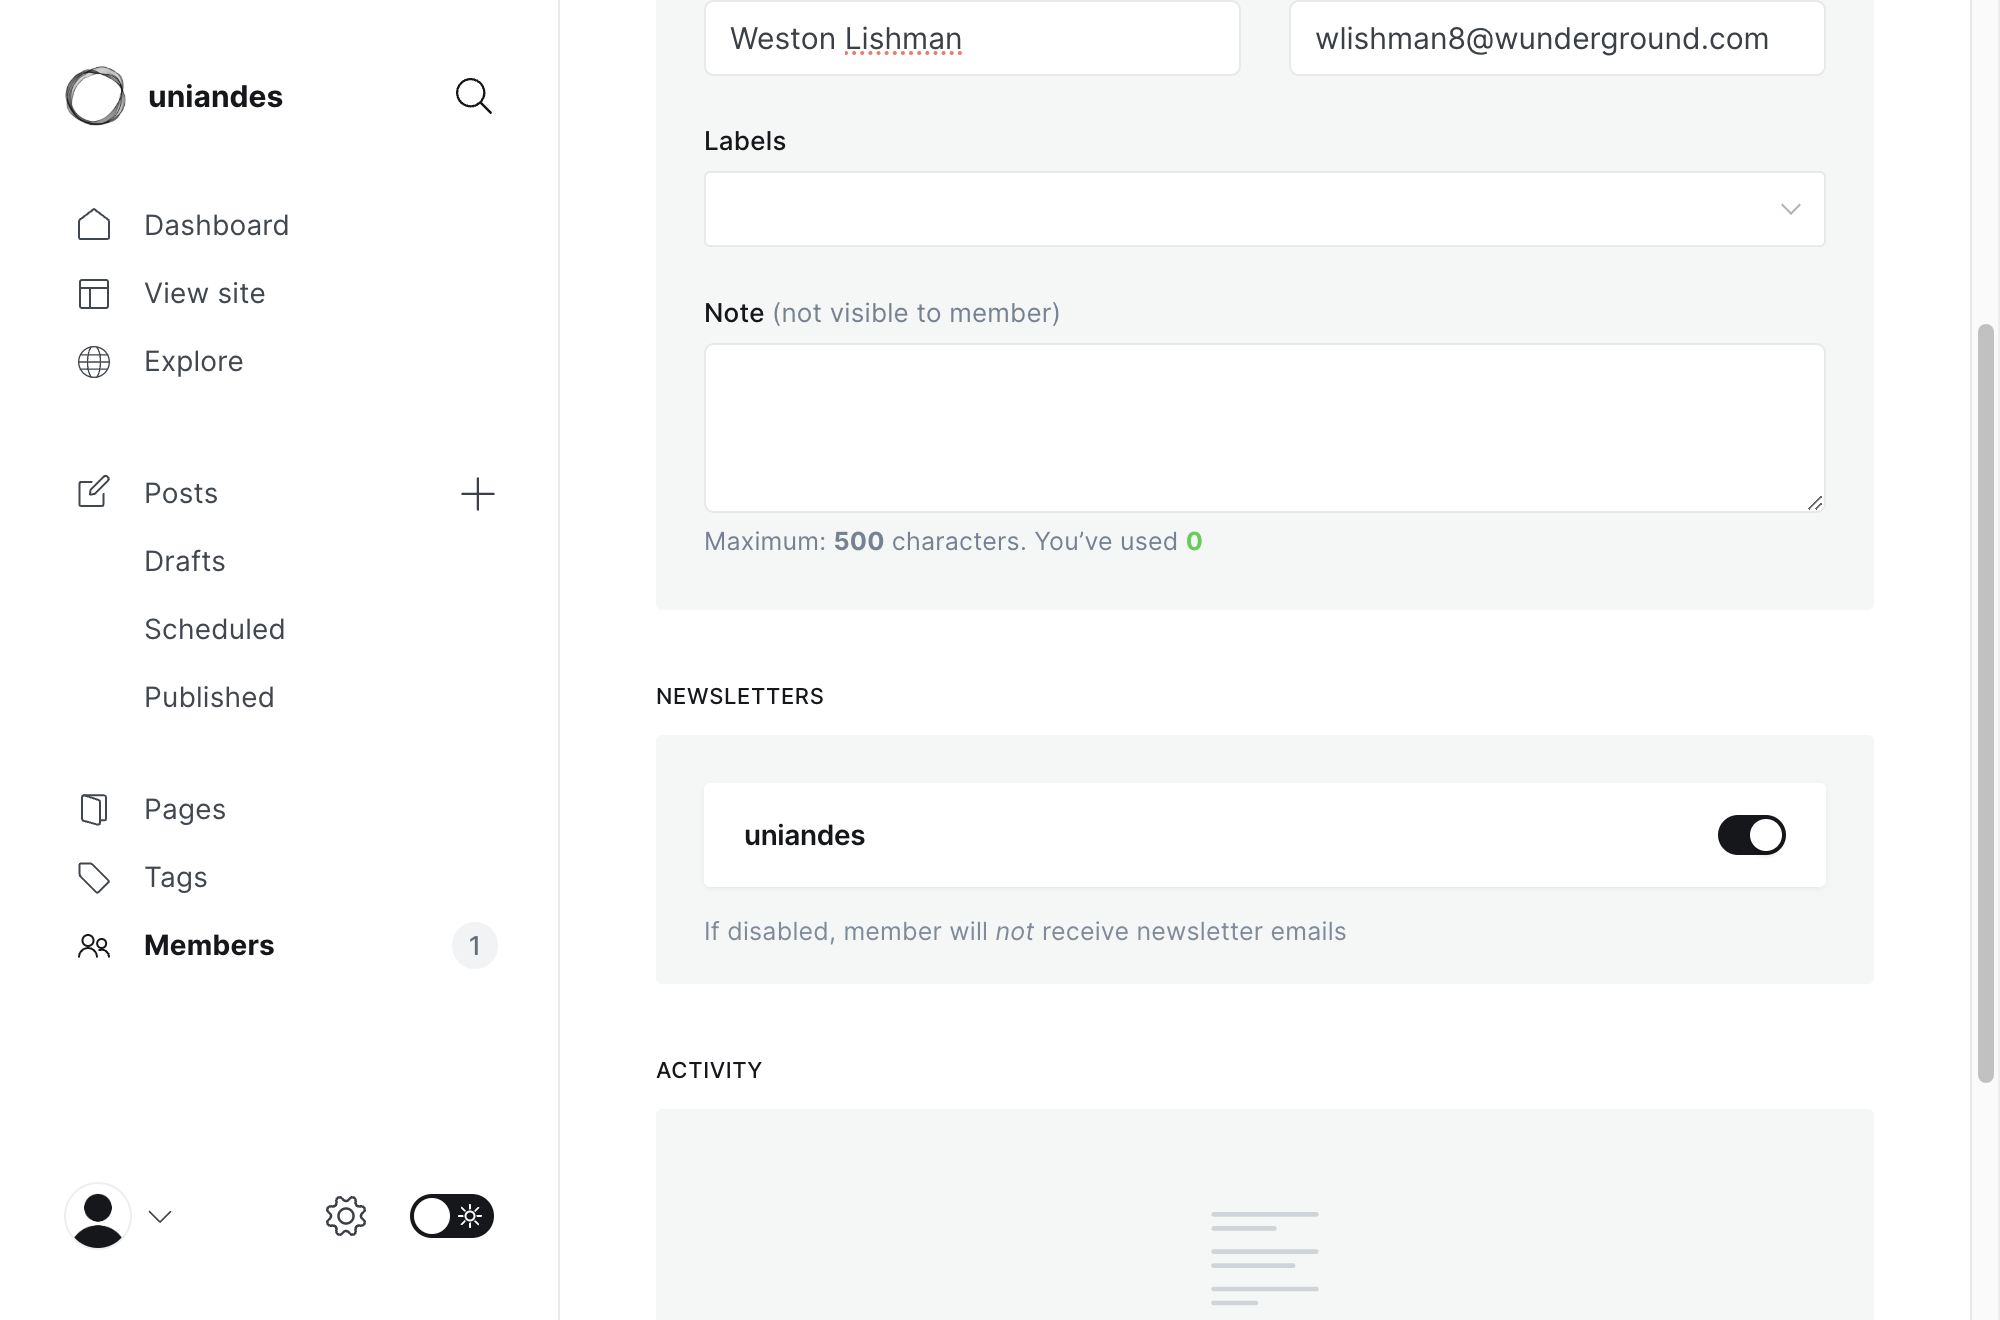 uniandes
Dashboard
View site
Explore
Posts
Drafts
Scheduled
Published
Pages
Tags
Members 1
Weston Lishman
wlishman8@wunderground.com
Labels
Note (not visible to member)
Maximum: 500 characters. You’ve used 0
NEWSLETTERS
uniandes
If disabled, member will not receive newsletter emails
ACTIVITY